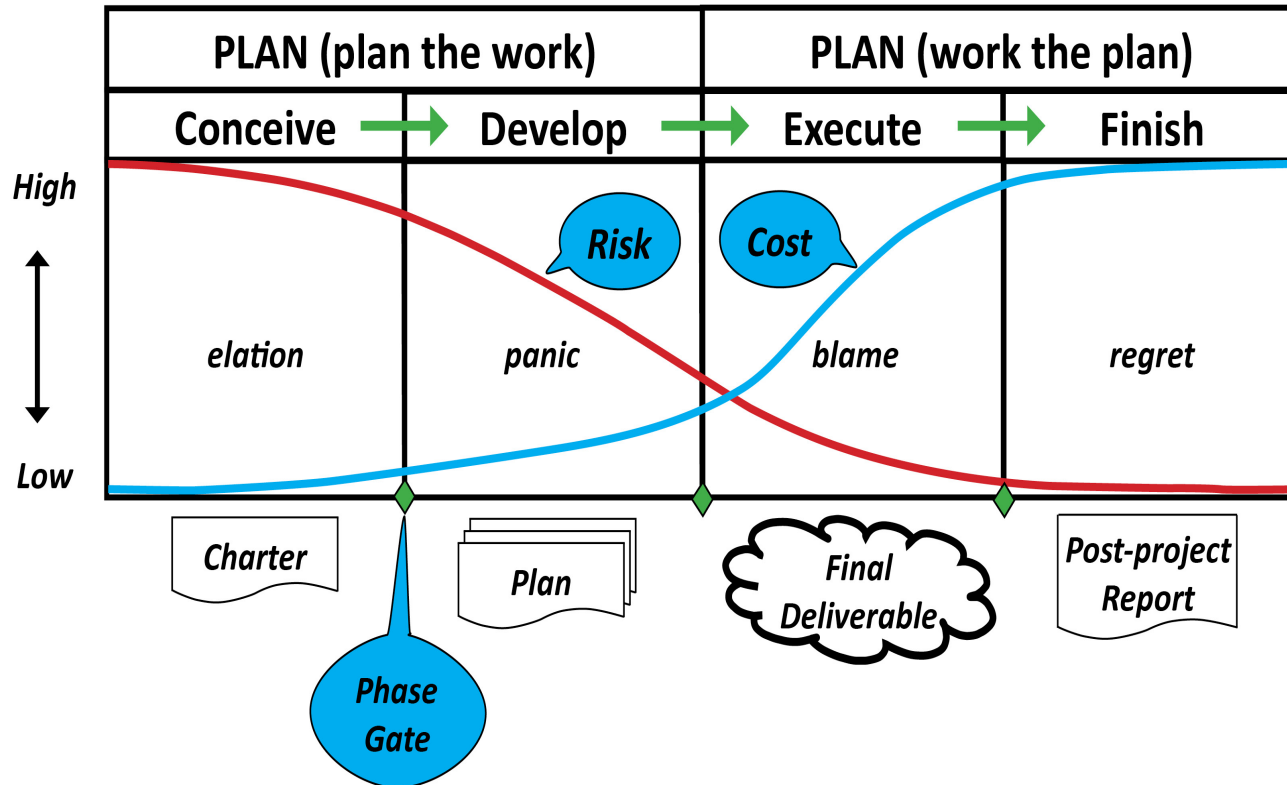 PLAN (plan the work)
PLAN (work the plan)
Conceive
Develop
Execute
Finish
High
Risk
Cost
elation
panic
blame
regret
Low
Charter
Plan
Final
Deliverable
Post-project
Report
Phase
Gate